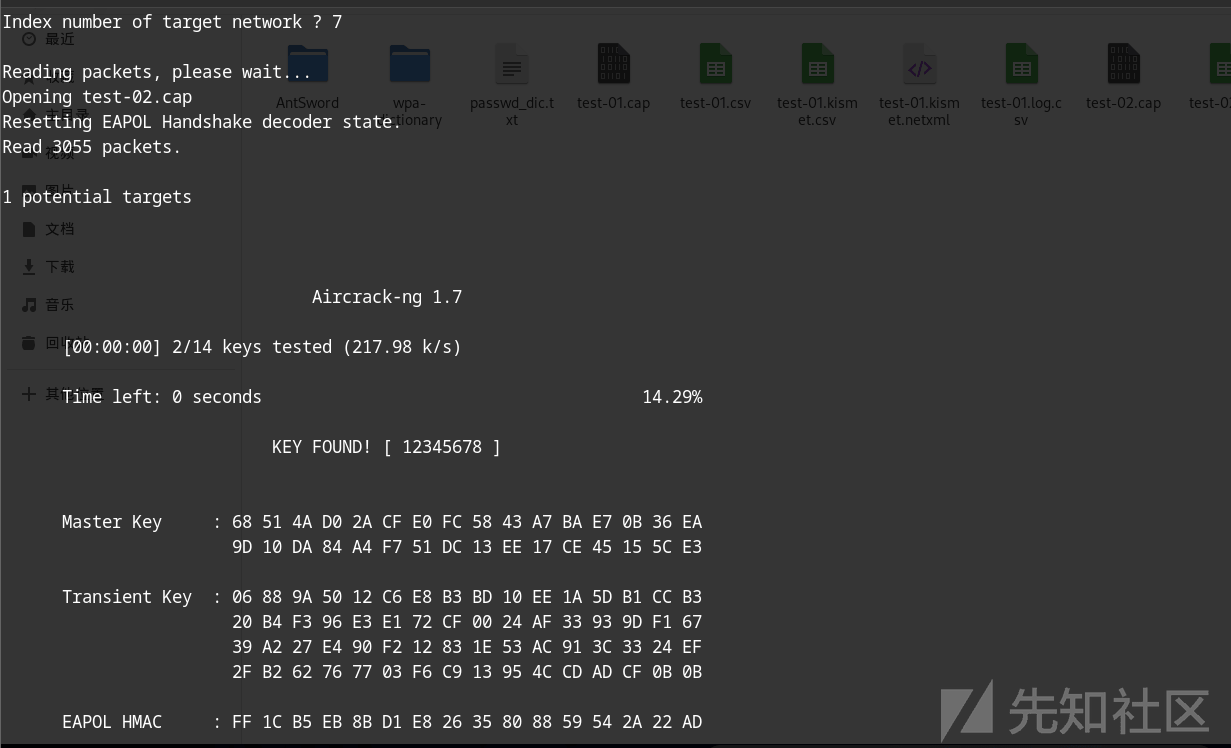 Index number of target network ? 7
最近
Reading packets, please wait...
Opening test-02.cap
Resetting EAPOL Handshake decoder state.
Read 3055 packets.
视频
图片
1 potential targets
文档
下载
音乐
AntSword
wpa-dictionary
passwd_dic.t
xt
test-01.cap
test-01.csv
test-01.kism
et.csv
test-01.kism
et.netxml
test-01.log.c
sv
test-02.cap
Aircrack-ng 1.7
[00:00:00] 2/14 keys tested (217.98 k/s)
Time left: 0 seconds 14.29%
KEY FOUND! [ 12345678 ]
Master Key : 68 51 4A D0 2A CF E0 FC 58 43 A7 BA E7 0B 36 EA
9D 10 DA 84 A4 F7 51 DC 13 EE 17 CE 45 15 5C E3
Transient Key : 06 88 9A 50 12 C6 E8 B3 BD 10 EE 1A 5D B1 CC B3
20 B4 F3 96 E3 E1 72 CF 00 24 AF 33 93 9D F1 67
39 A2 27 E4 90 F2 12 83 1E 53 AC 91 3C 33 24 EF
2F B2 62 76 77 03 F6 C9 13 95 4C CD AD CF 0B 0B
EAPOL HMAC : FF 1C B5 EB 8B D1 E8 26 35 80 88 59 54 2A 22 AD
先知社区